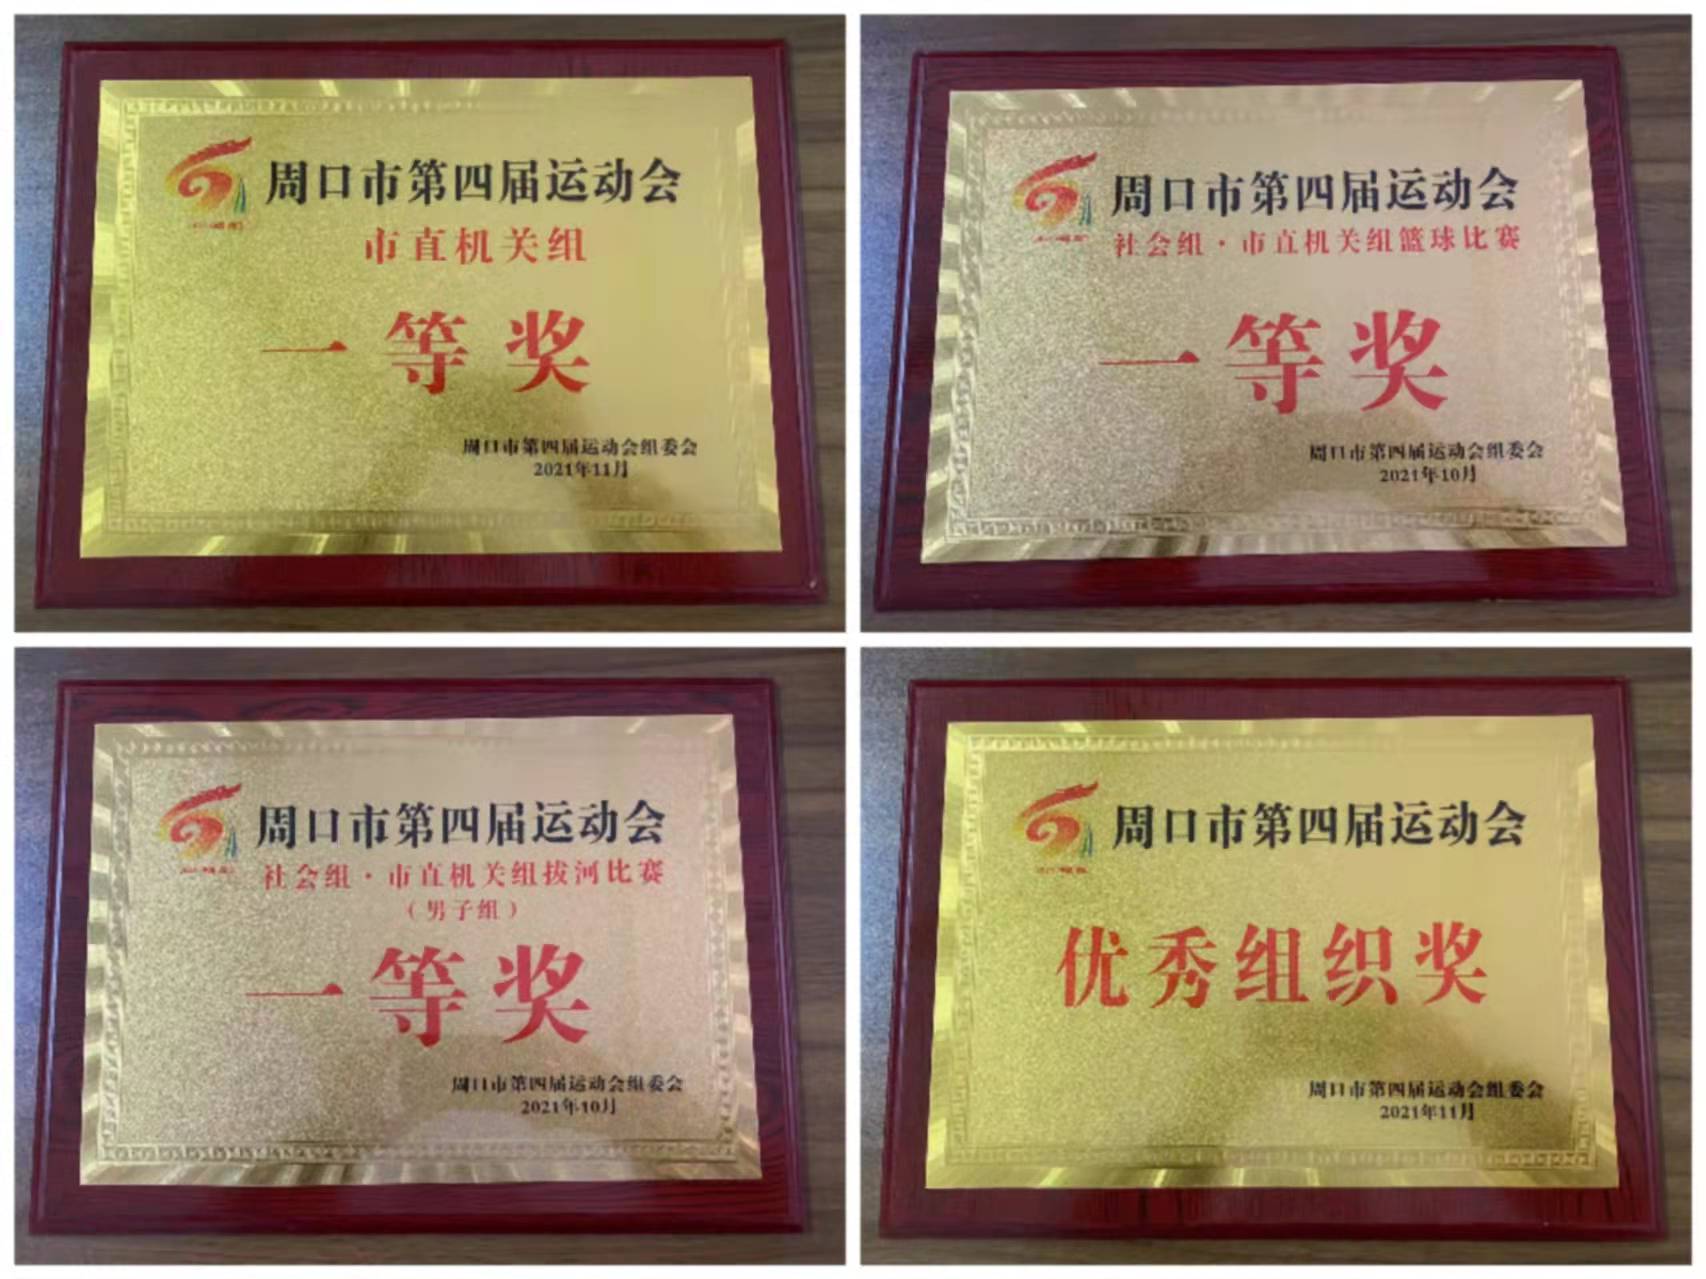 周口市第四届运动会
市直机关组
一等奖
周口市第四届运动会组委会
2021年11月
周口市第四届运动会
社会组·市直机关组篮球比赛
一等奖
周口市第四届运动会组委会
2021年10月
周口市第四届运动会
社会组·市直机关组拔河比赛
（男子组）
一等奖
周口市第四届运动会组委会
2021年10月
周口市第四届运动会
优秀组织奖
周口市第四届运动会组委会
2021年11月